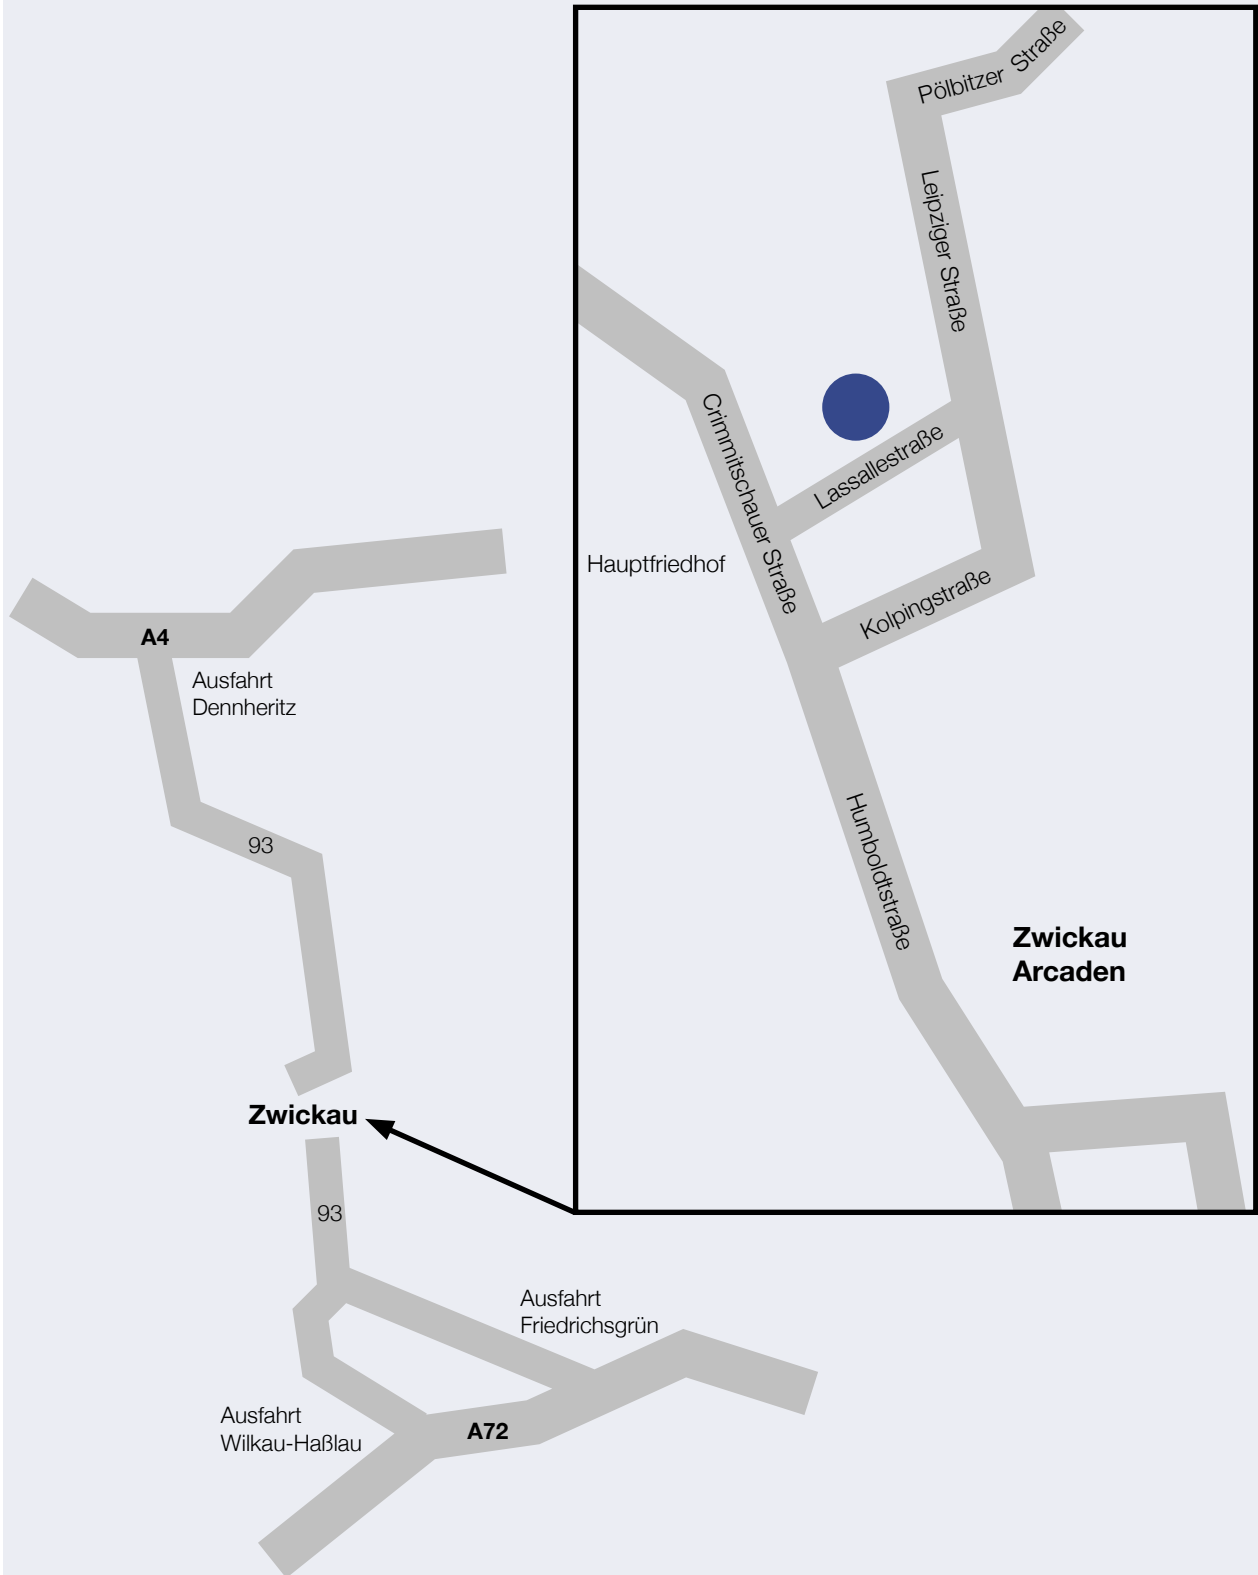 Pölbitzer Straße
Leipziger Straße
Crimmitschauer Straße
Lassallestraße
Hauptfriedhof
Kolpingstraße
Humboldtstraße
Zwickau
Arcaden
A4
Ausfahrt
Dennheritz
93
Zwickau
93
Ausfahrt
Friedrichsgrün
Ausfahrt
Wilkau-Haßlau
A72